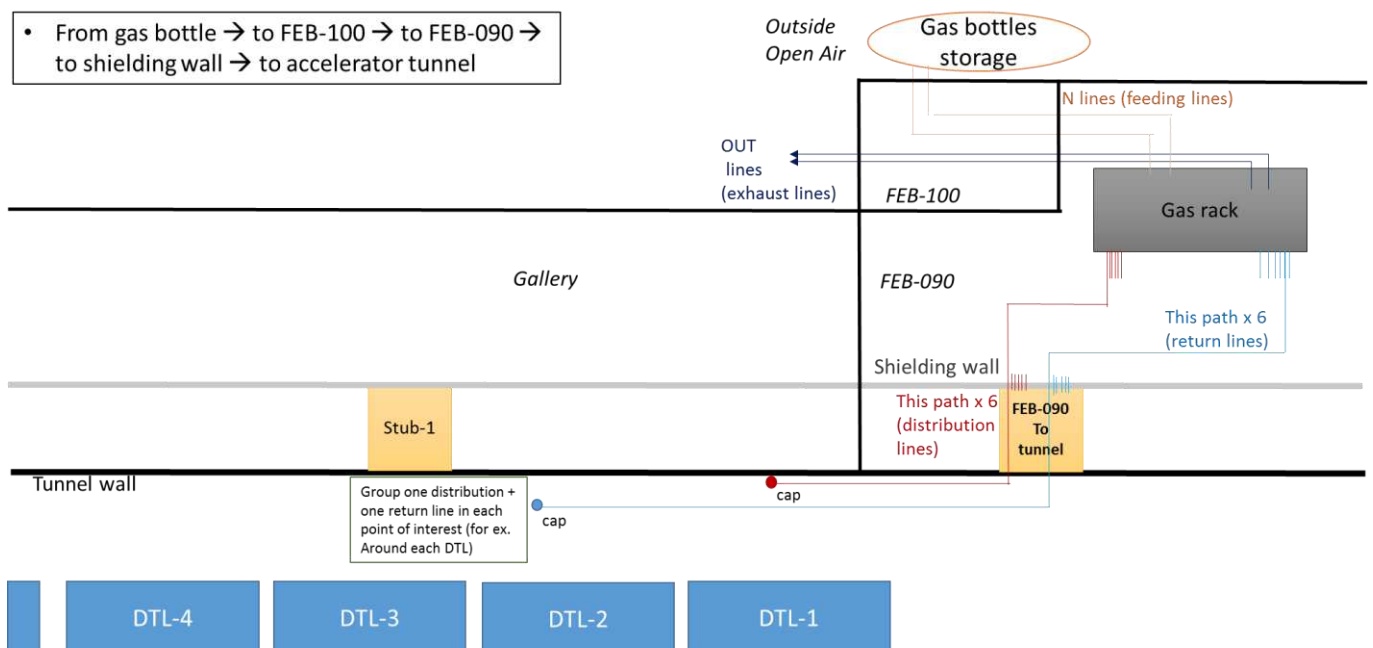 • From gas bottle → to FEB-100 → to FEB-090 →
to shielding wall → to accelerator tunnel
Outside
Open Air
Gas bottles
storage
N lines (feeding lines)
OUT
lines
(exhaust lines)
FEB-100
Gas rack
Gallery
FEB-090
This path x 6
(return lines)
Shielding wall
This path x 6
(distribution
lines)
FEB-090
To
tunnel
Stub-1
Tunnel wall
Group one distribution +
one return line in each
point of interest (for ex.
Around each DTL)
cap
cap
DTL-4
DTL-3
DTL-2
DTL-1